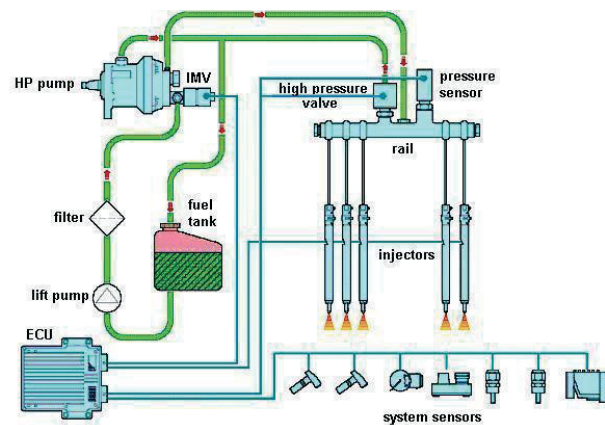 HP pump
IMV
high pressure
valve
pressure
sensor
rail
filter
fuel
tank
injectors
lift pump
ECU
system sensors